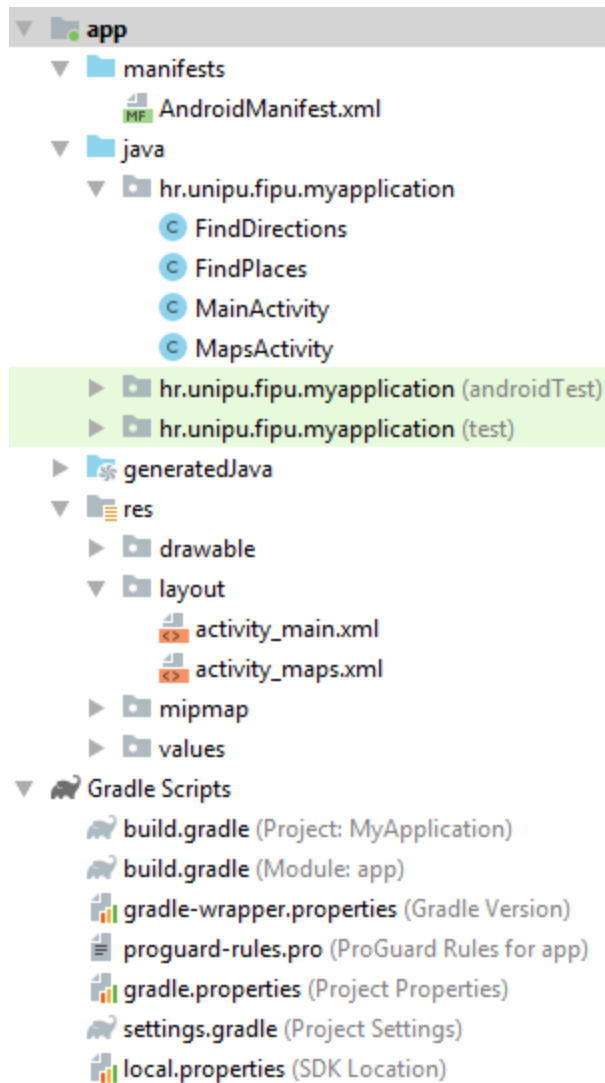 app
manifests
MF AndroidManifest.xml
java
hr.unipu.fipu.myapplication
C FindDirections
C FindPlaces
C MainActivity
C MapsActivity
hr.unipu.fipu.myapplication (androidTest)
hr.unipu.fipu.myapplication (test)
generatedJava
res
drawable
layout
<> activity_main.xml
<> activity_maps.xml
mipmap
values
Gradle Scripts
build.gradle (Project: MyApplication)
build.gradle (Module: app)
gradle-wrapper.properties (Gradle Version)
proguard-rules.pro (ProGuard Rules for app)
gradle.properties (Project Properties)
settings.gradle (Project Settings)
local.properties (SDK Location)